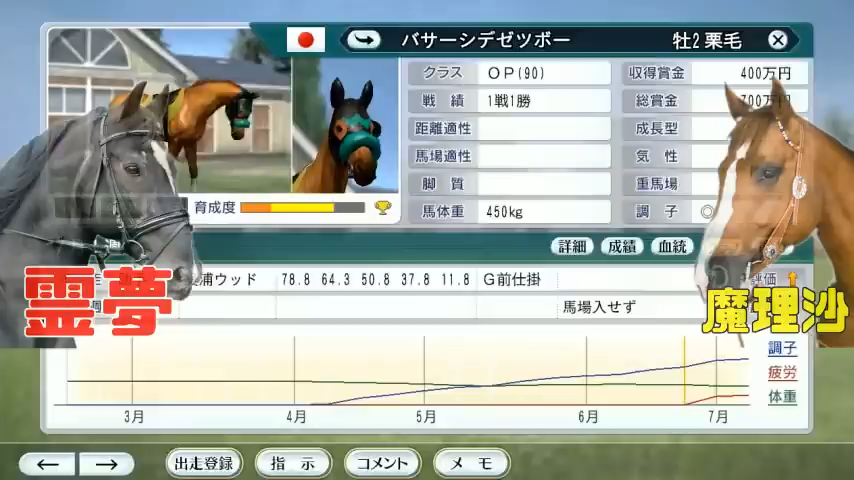 バサーシデゼツボー 牡2 栗毛
クラス OP(90) 収得賞金 400万円
戦績 1戦1勝 総賞金 700万円
距離適性 成長型
馬場適性 気性
脚質 重馬場
馬体重 450kg 調子 ◎
育成度
詳細 成績 血統
ウッド 78.8 64.3 50.8 37.8 11.8 G前仕掛 評価
馬場入せず
霊夢
魔理沙
調子
疲労
体重
3月 4月 5月 6月 7月
出走登録 指示 コメント メモ